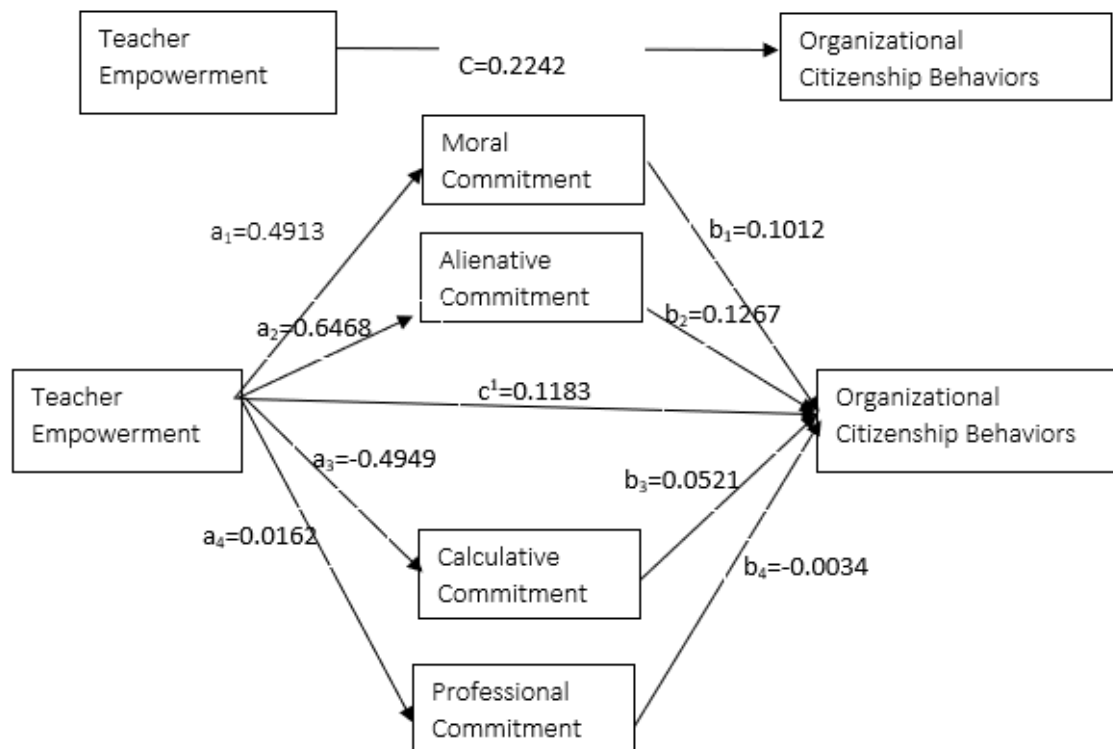 Teacher
Empowerment
C=0.2242
Organizational
Citizenship Behaviors
Moral
Commitment
a₁=0.4913
b₁=0.1012
Alienative
Commitment
a₂=0.6468
b₂=0.1267
Teacher
Empowerment
c¹=0.1183
Organizational
Citizenship Behaviors
a₃=-0.4949
b₃=0.0521
a₄=0.0162
Calculative
Commitment
b₄=-0.0034
Professional
Commitment